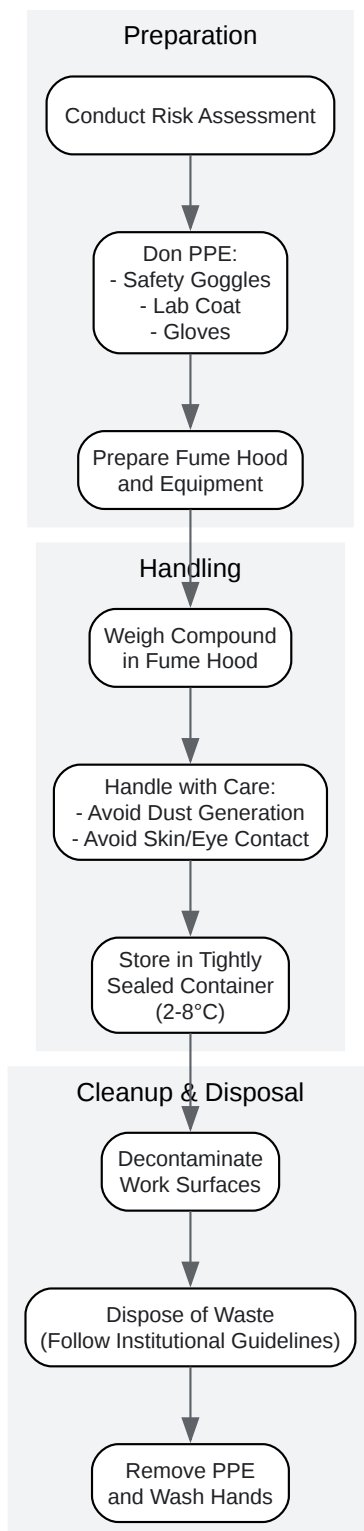 Preparation
Conduct Risk Assessment
Don PPE:
- Safety Goggles
- Lab Coat
- Gloves
Prepare Fume Hood
and Equipment
Handling
Weigh Compound
in Fume Hood
Handle with Care:
- Avoid Dust Generation
- Avoid Skin/Eye Contact
Store in Tightly
Sealed Container
(2-8°C)
Cleanup & Disposal
Decontaminate
Work Surfaces
Dispose of Waste
(Follow Institutional Guidelines)
Remove PPE
and Wash Hands